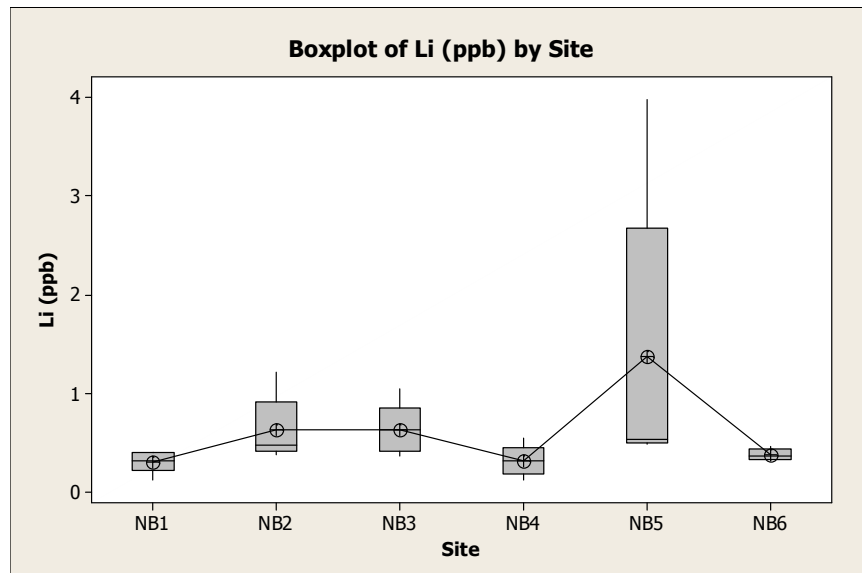 Boxplot of Li (ppb) by Site
4
3
2
1
0
Li (ppb)
NB1 NB2 NB3 NB4 NB5 NB6
Site